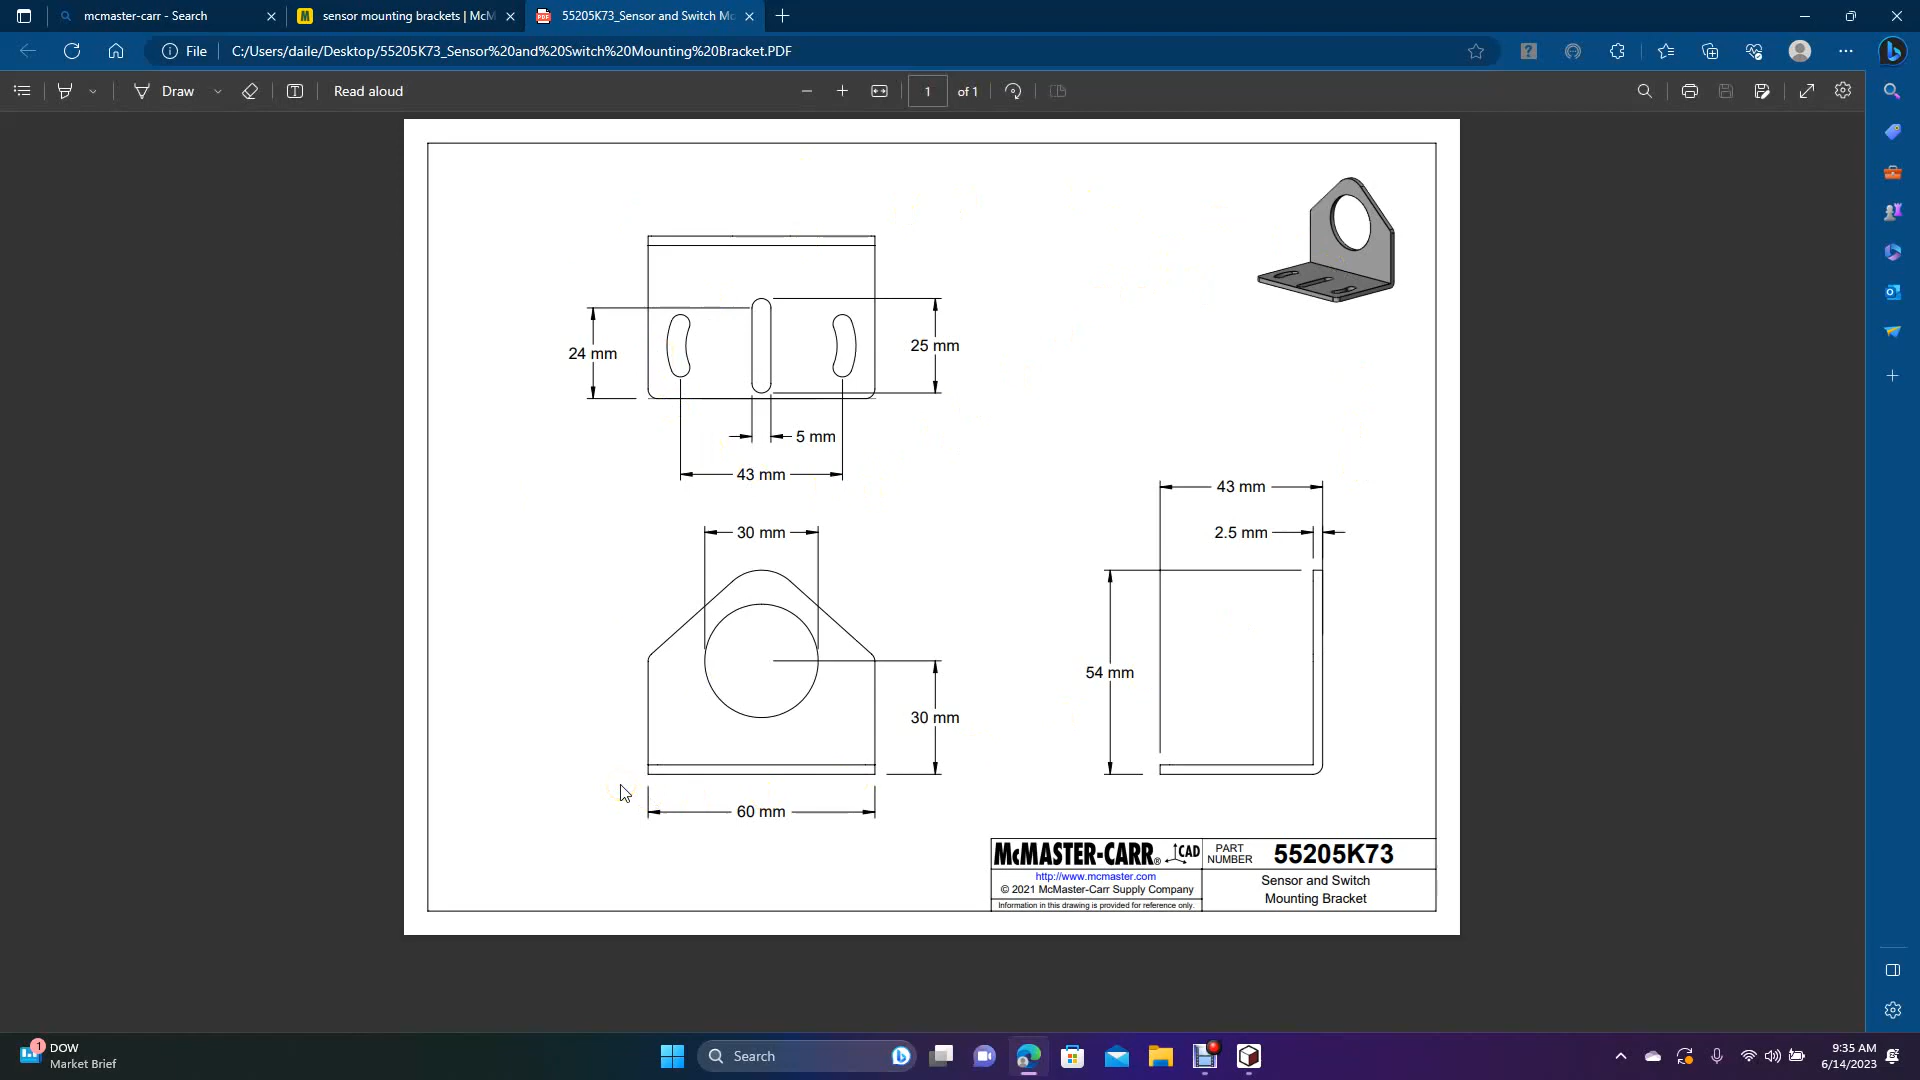 mcmaster-carr - Search
sensor mounting brackets | McM
55205K73_Sensor and Switch Mo
File
C:/Users/daile/Desktop/55205K73_Sensor%20and%20Switch%20Mounting%20Bracket.PDF
Draw
Read aloud
1
of 1
24 mm
25 mm
5 mm
43 mm
30 mm
30 mm
60 mm
43 mm
2.5 mm
54 mm
McMASTER-CARR® CAD
http://www.mcmaster.com
© 2021 McMaster-Carr Supply Company
Information in this drawing is provided for reference only.
PART
NUMBER
55205K73
Sensor and Switch
Mounting Bracket
1
DOW
Market Brief
Search
9:35 AM
6/14/2023